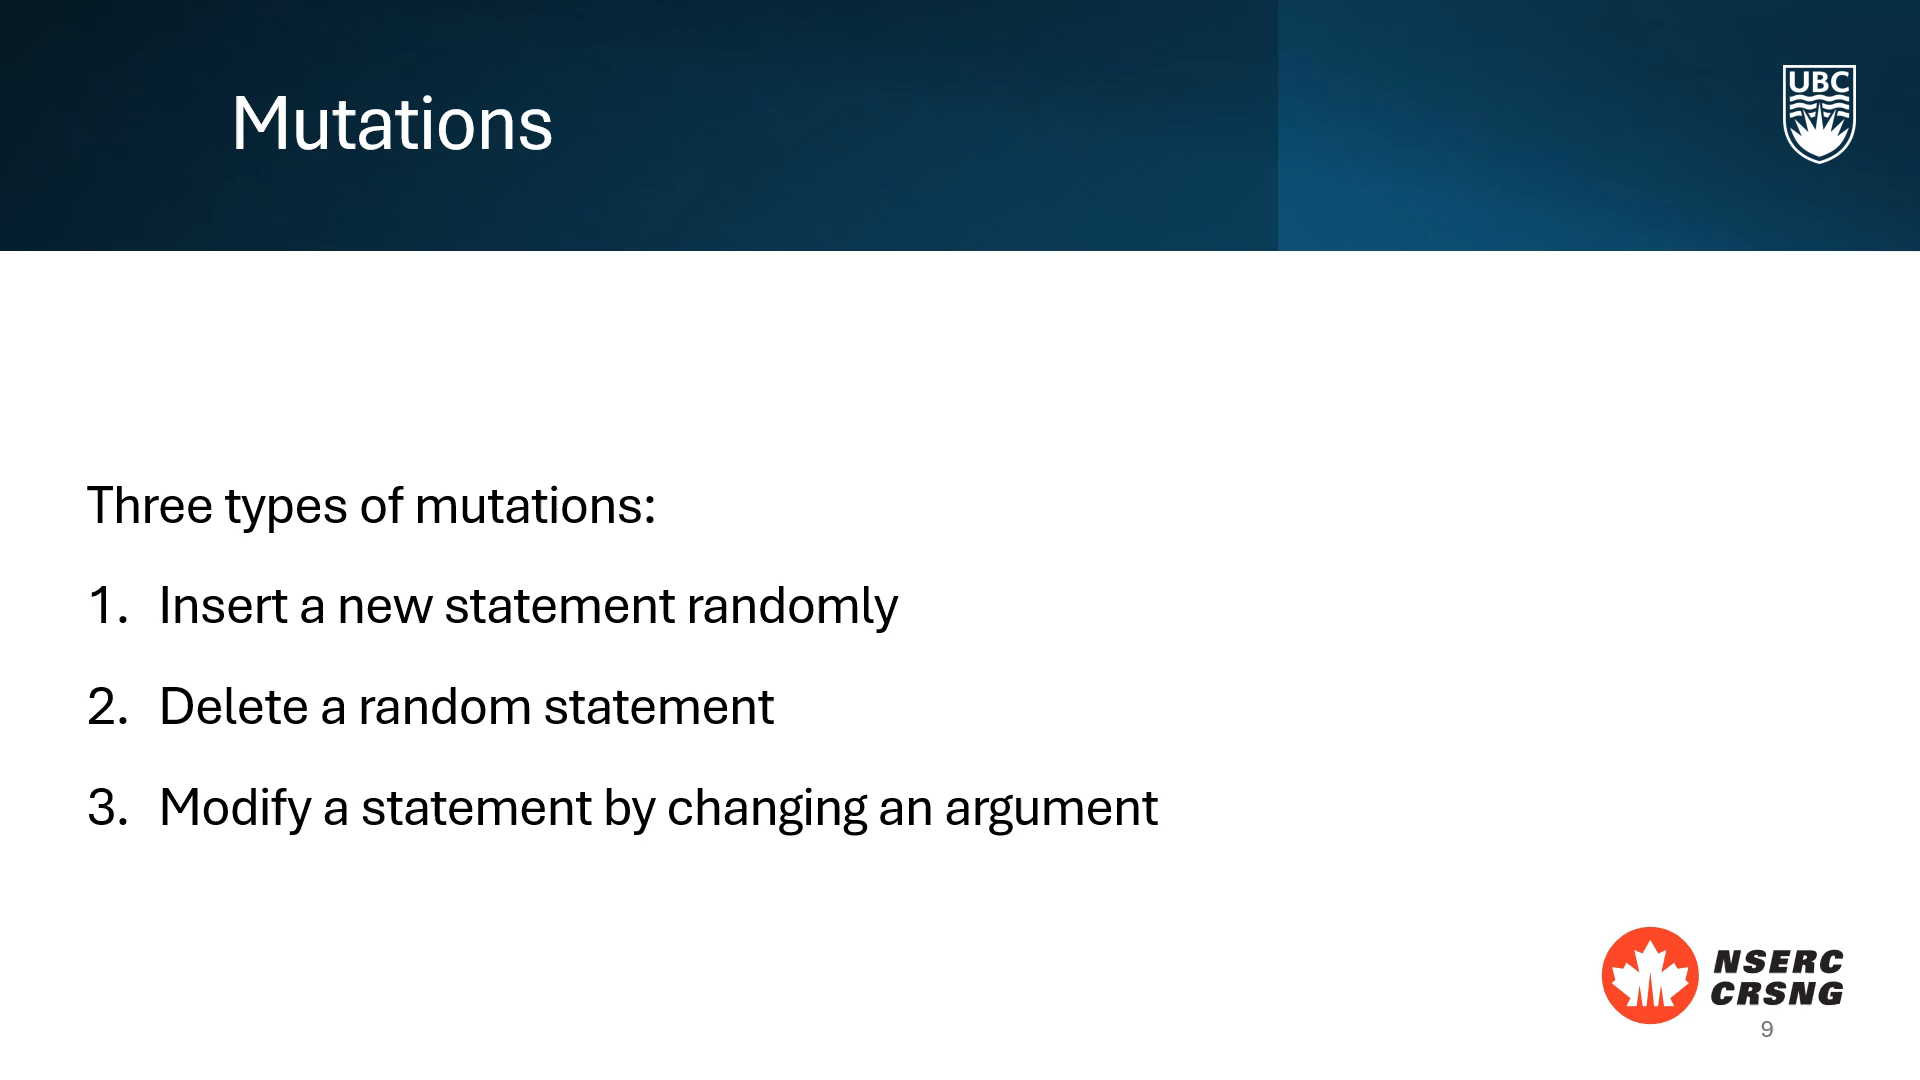 Mutations
UBC
Three types of mutations:
1. Insert a new statement randomly
2. Delete a random statement
3. Modify a statement by changing an argument
NSERC
CRSNG
9